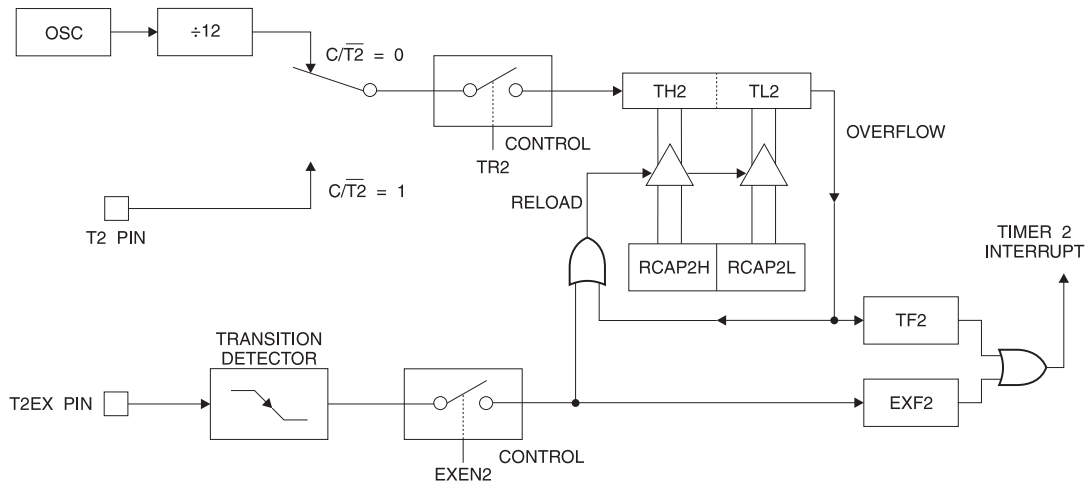 OSC
÷12
C/T2 = 0
TH2
TL2
OVERFLOW
CONTROL
TR2
C/T2 = 1
RELOAD
T2 PIN
TIMER 2
INTERRUPT
RCAP2H
RCAP2L
TF2
TRANSITION
DETECTOR
T2EX PIN
EXF2
CONTROL
EXEN2